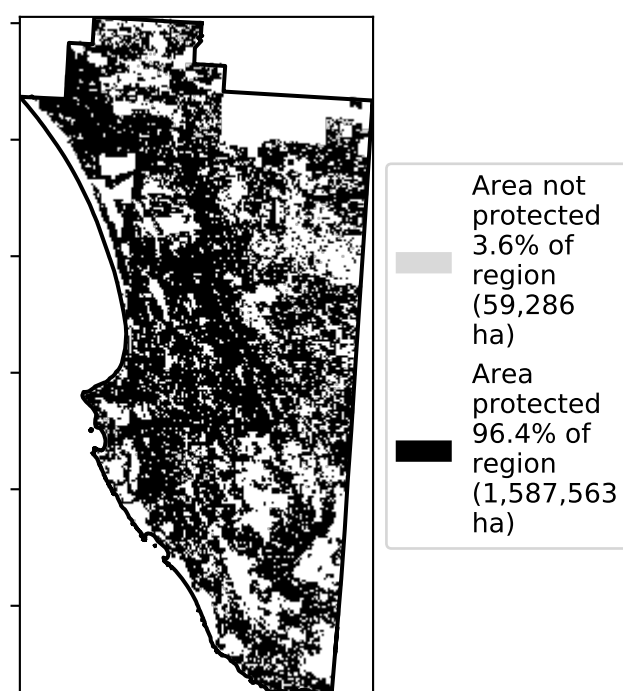 Area not
protected
3.6% of
region
(59,286
ha)
Area
protected
96.4% of
region
(1,587,563
ha)